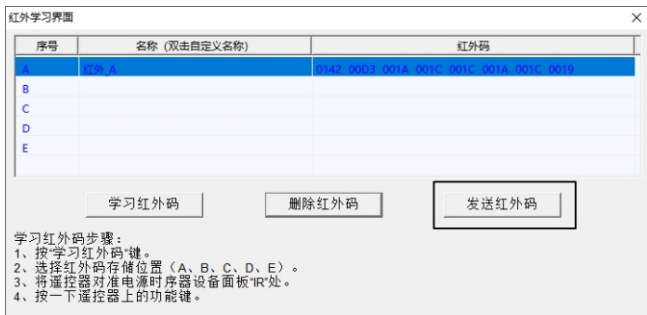 红外学习界面
序号 名称（双击自定义名称） 红外码
A 红外_A 0142 00D3 001A 001C 001C 001A 001C 0019
B
C
D
E
学习红外码 删除红外码 发送红外码
学习红外码步骤：
1、按“学习红外码”键。
2、选择红外码存储位置（A、B、C、D、E）。
3、将遥控器对准电源时序器设备面板“IR”处。
4、按一下遥控器上的功能键。